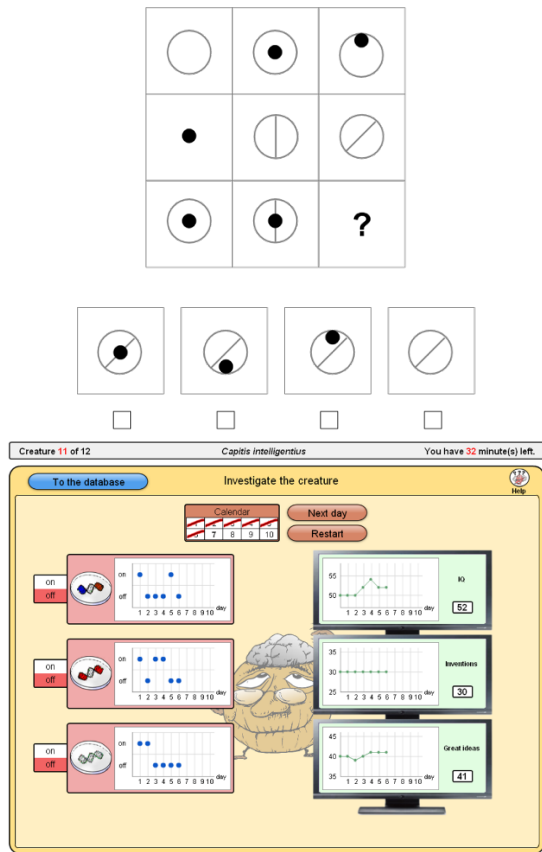 ?
Creature 11 of 12
Capitis intelligentius
You have 32 minute(s) left.
To the database
Investigate the creature
Help
Calendar
7 8 9 10
Next day
Restart
on
off
on
off
1 2 3 4 5 6 7 8 9 10
day
55
50
1 2 3 4 5 6 7 8 9 10
day
IQ
52
on
off
on
off
1 2 3 4 5 6 7 8 9 10
day
35
30
25
1 2 3 4 5 6 7 8 9 10
day
Inventions
30
on
off
on
off
1 2 3 4 5 6 7 8 9 10
day
45
40
35
1 2 3 4 5 6 7 8 9 10
day
Great ideas
41